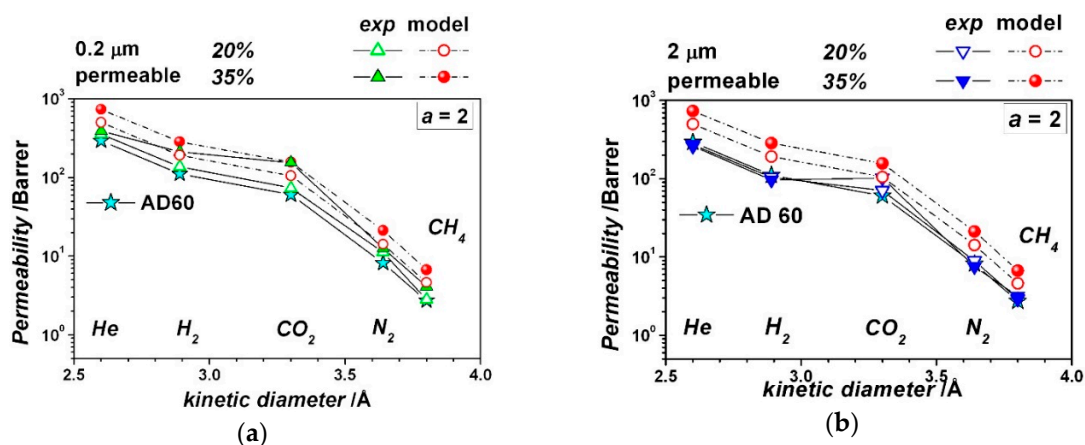 exp model
0.2 μm 20%
permeable 35%
10³
10²
10¹
10⁰
Permeability /Barrer
a = 2
AD60
CH₄
He H₂ CO₂ N₂
2.5 3.0 3.5 4.0
kinetic diameter /Å
(a)
exp model
2 μm 20%
permeable 35%
10³
10²
10¹
10⁰
Permeability /Barrer
a = 2
AD 60
CH₄
He H₂ CO₂ N₂
2.5 3.0 3.5 4.0
kinetic diameter /Å
(b)